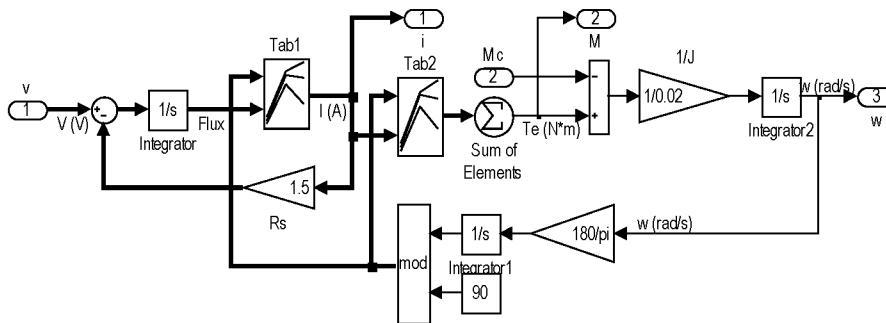 1
i
2
M
Tab1
Tab2
Mc
2
1/J
v
1
V (V)
+
-
1/s
Integrator
Flux
I (A)
Σ
Sum of
Elements
Te (N*m)
-
+
1/0.02
1/s
Integrator2
w (rad/s)
3
w
1.5
Rs
mod
1/s
Integrator1
180/pi
w (rad/s)
90